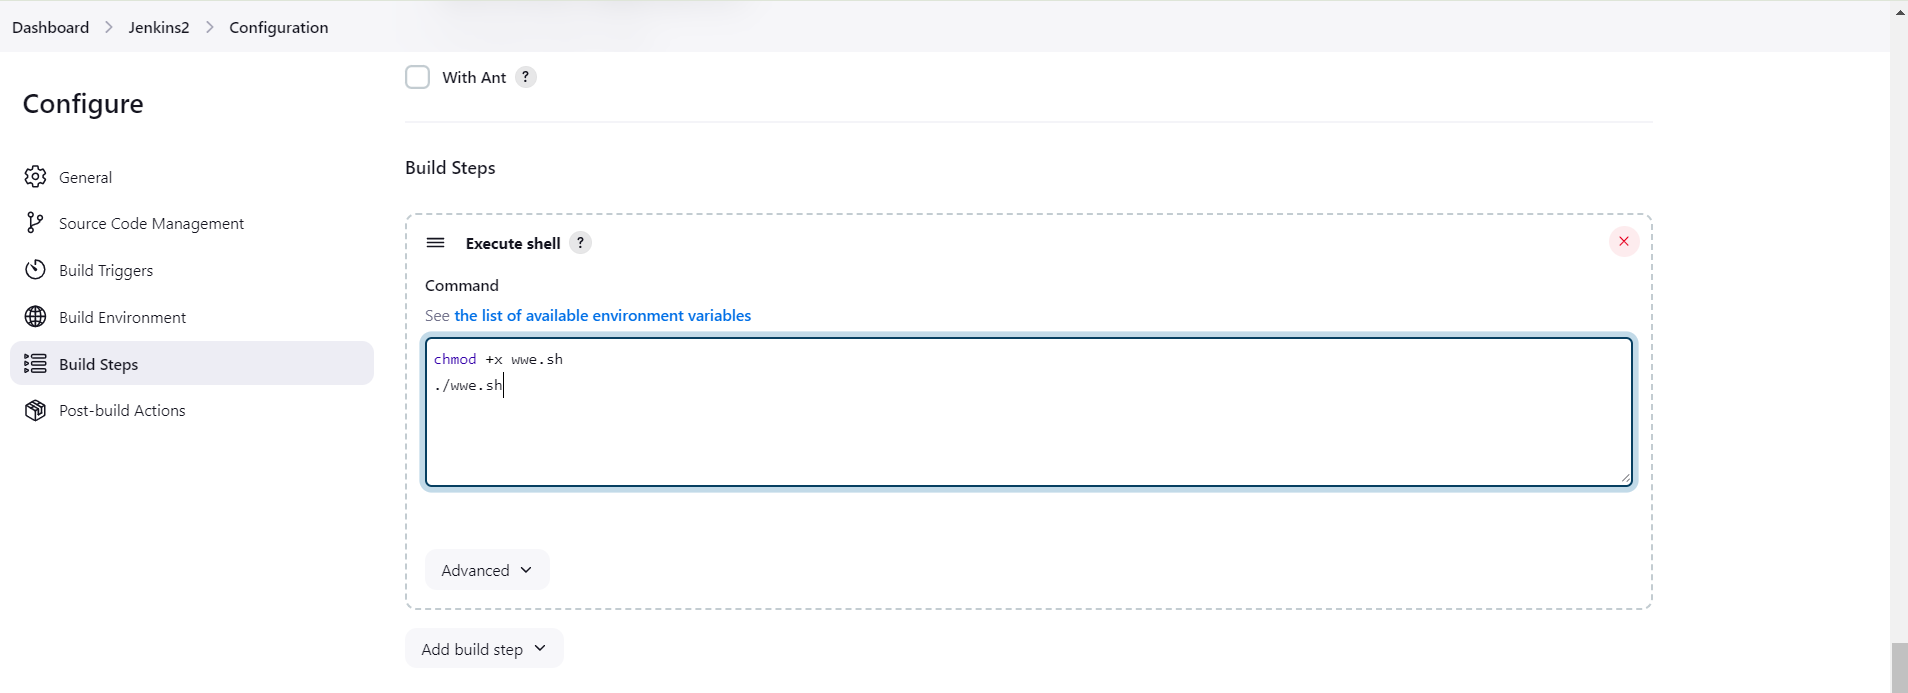 Dashboard > Jenkins2 > Configuration
Configure
General
Source Code Management
Build Triggers
Build Environment
Build Steps
Post-build Actions
With Ant ?
Build Steps
Execute shell ?
Command
See the list of available environment variables
chmod +x wwe.sh
./wwe.sh
Advanced
Add build step